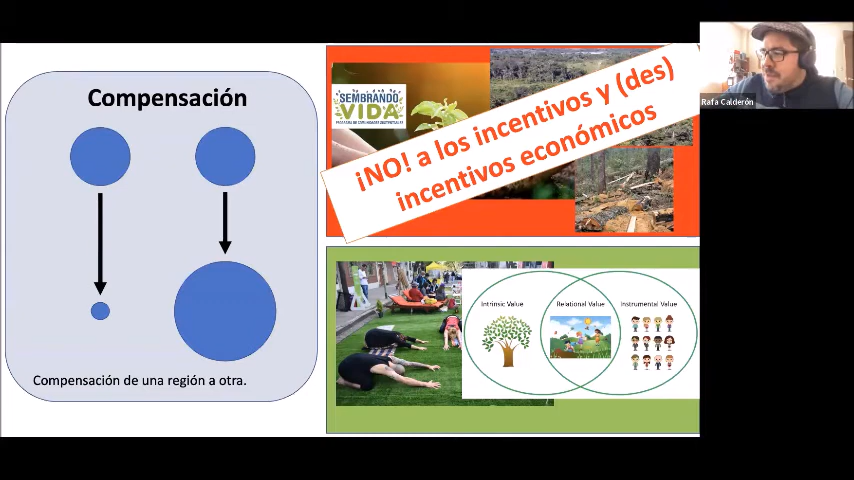 Compensación
Compensación de una región a otra.
SEMBRANDO
VIDA
¡NO! a los incentivos y (des)
incentivos económicos
Intrinsic Value
Relational Value
Instrumental Value
Rafa Calderón